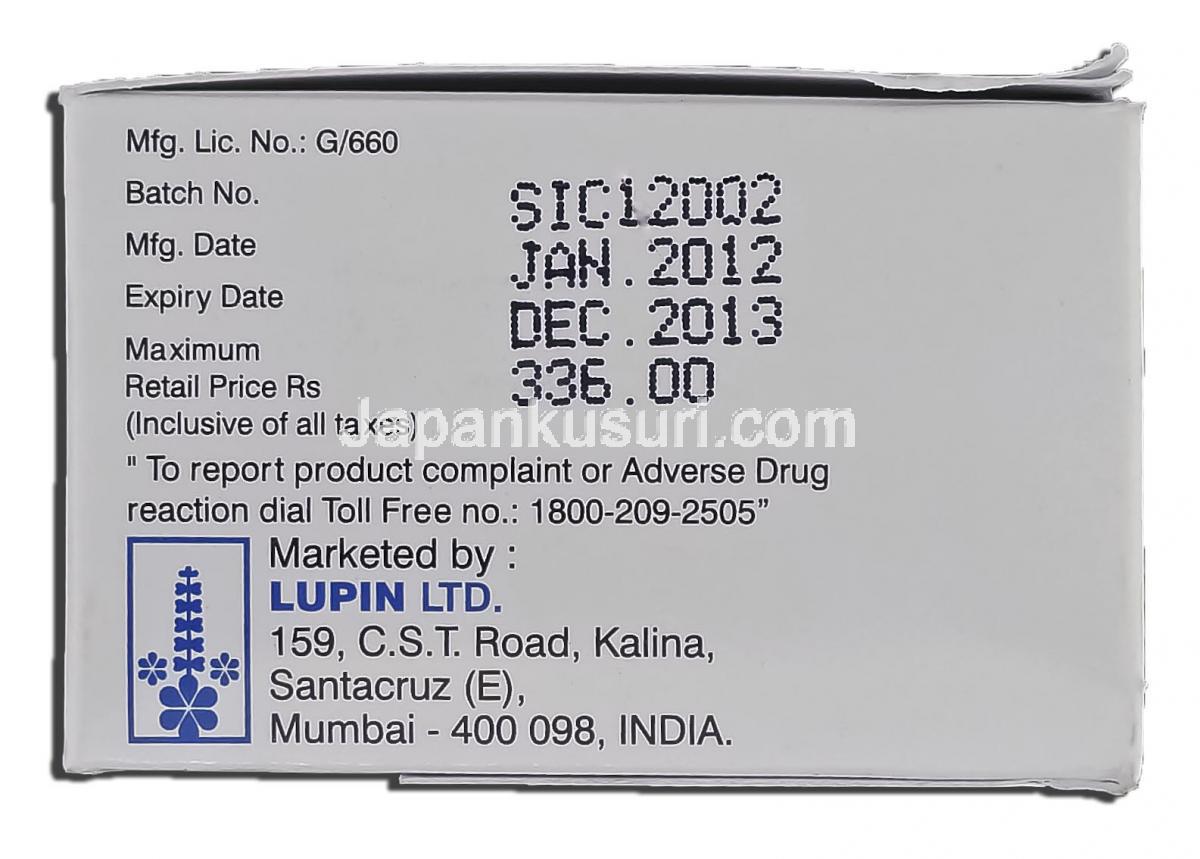 Mfg. Lic. No.: G/660
Batch No. SIC12002
Mfg. Date JAN.2012
Expiry Date DEC.2013
Maximum
Retail Price Rs 336.00
(Inclusive of all taxes)
Japankusuri.com
" To report product complaint or Adverse Drug
reaction dial Toll Free no.: 1800-209-2505”
Marketed by :
LUPIN LTD.
159, C.S.T. Road, Kalina,
Santacruz (E),
Mumbai - 400 098, INDIA.